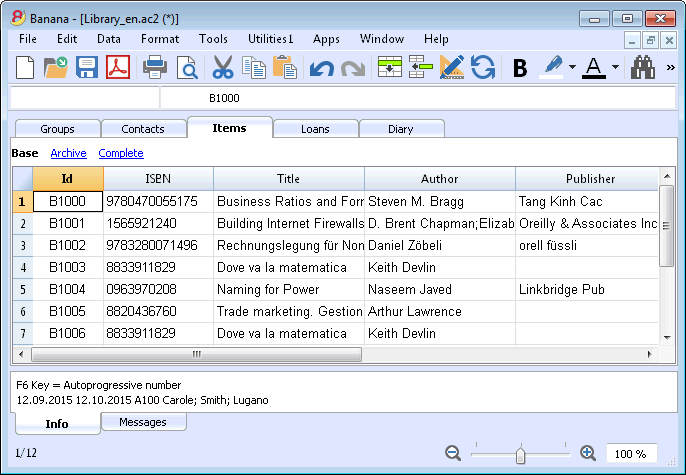 Banana - [Library_en.ac2 (*)]
File Edit Data Format Tools Utilities1 Apps Window Help
B A »
B1000
Groups Contacts Items Loans Diary
Base Archive Complete
Id ISBN Title Author Publisher
1 B1000 9780470055175 Business Ratios and Forr Steven M. Bragg Tang Kinh Cac
2 B1001 1565921240 Building Internet Firewalls D. Brent Chapman;Elizab Oreilly & Associates Inc
3 B1002 9783280071496 Rechnungslegung für Non Daniel Zöbeli orell füssli
4 B1003 8833911829 Dove va la matematica Keith Devlin
5 B1004 0963970208 Naming for Power Naseem Javed Linkbridge Pub
6 B1005 8820436760 Trade marketing. Gestion Arthur Lawrence
7 B1006 8833911829 Dove va la matematica Keith Devlin
F6 Key = Autoprogressive number
12.09.2015 12.10.2015 A100 Carole; Smith; Lugano
Info Messages
1/12 100 %